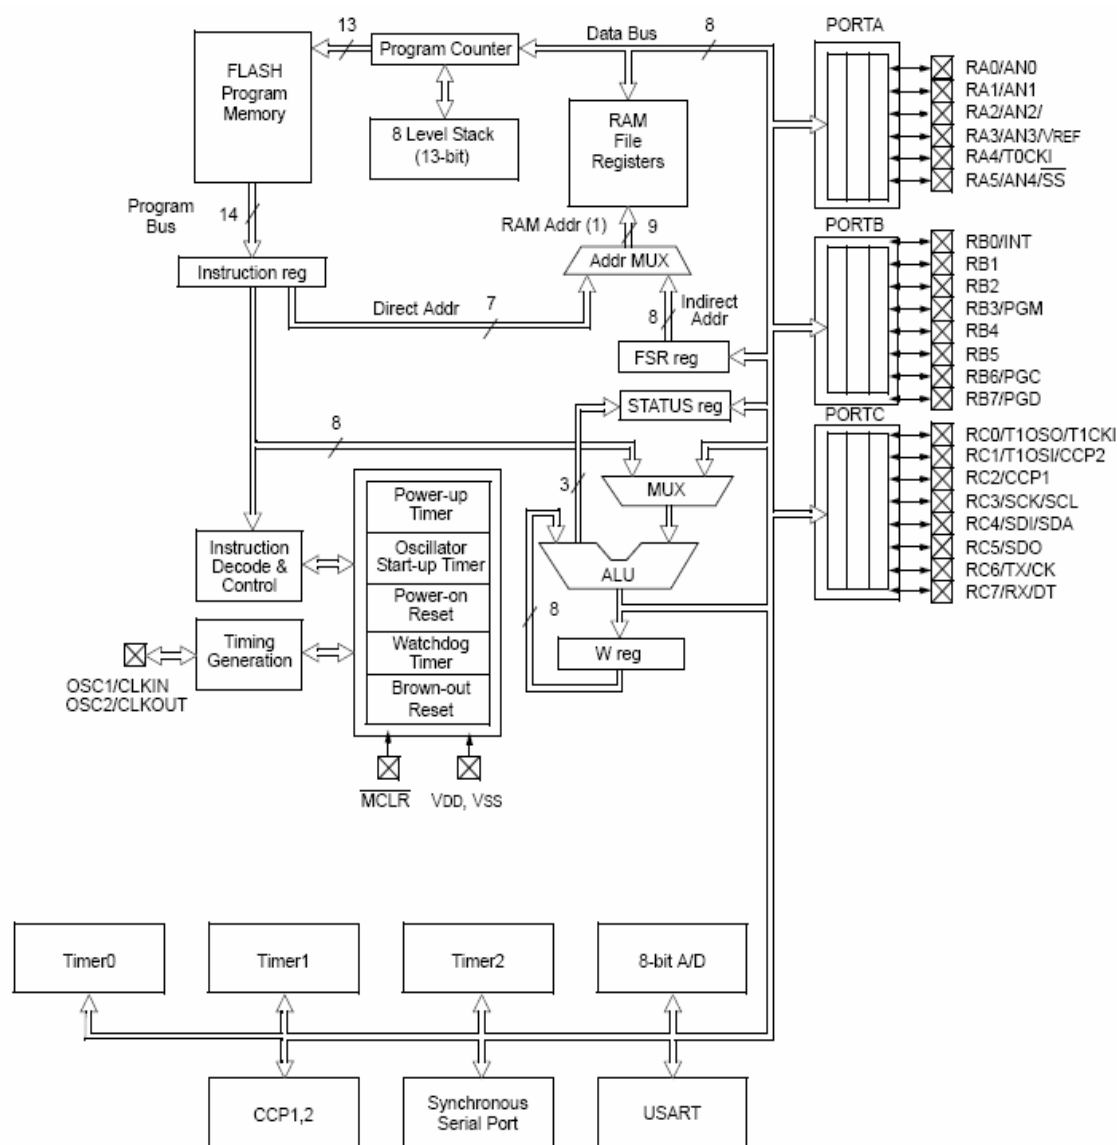 13
Program Counter
Data Bus
8
PORTA
FLASH
Program
Memory
8 Level Stack
(13-bit)
RAM
File
Registers
RA0/AN0
RA1/AN1
RA2/AN2/
RA3/AN3/VREF
RA4/T0CKI
RA5/AN4/SS
Program
Bus
14
RAM Addr (1)
9
PORTB
Instruction reg
Addr MUX
RB0/INT
RB1
RB2
RB3/PGM
RB4
RB5
RB6/PGC
RB7/PGD
Direct Addr
7
8
Indirect
Addr
FSR reg
STATUS reg
PORTC
8
3
MUX
RC0/T1OSO/T1CKI
RC1/T1OSI/CCP2
RC2/CCP1
RC3/SCK/SCL
RC4/SDI/SDA
RC5/SDO
RC6/TX/CK
RC7/RX/DT
Power-up
Timer
Instruction
Decode &
Control
Oscillator
Start-up Timer
ALU
Power-on
Reset
8
Timing
Generation
Watchdog
Timer
W reg
OSC1/CLKIN
OSC2/CLKOUT
Brown-out
Reset
MCLR
VDD, VSS
Timer0
Timer1
Timer2
8-bit A/D
CCP1,2
Synchronous
Serial Port
USART